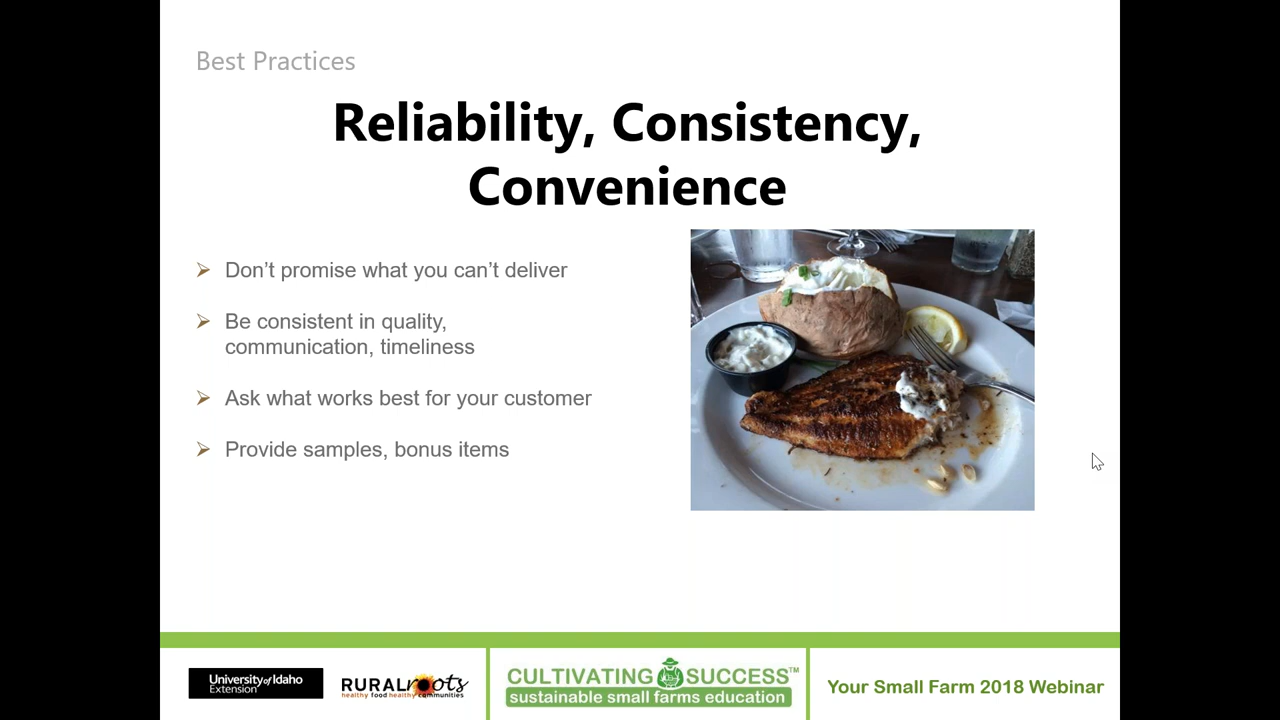 Best Practices
Reliability, Consistency,
Convenience
Don’t promise what you can’t deliver
Be consistent in quality,
communication, timeliness
Ask what works best for your customer
Provide samples, bonus items
University of Idaho
Extension
RURAL roots
healthy food healthy communities
CULTIVATING SUCCESS™
sustainable small farms education
Your Small Farm 2018 Webinar